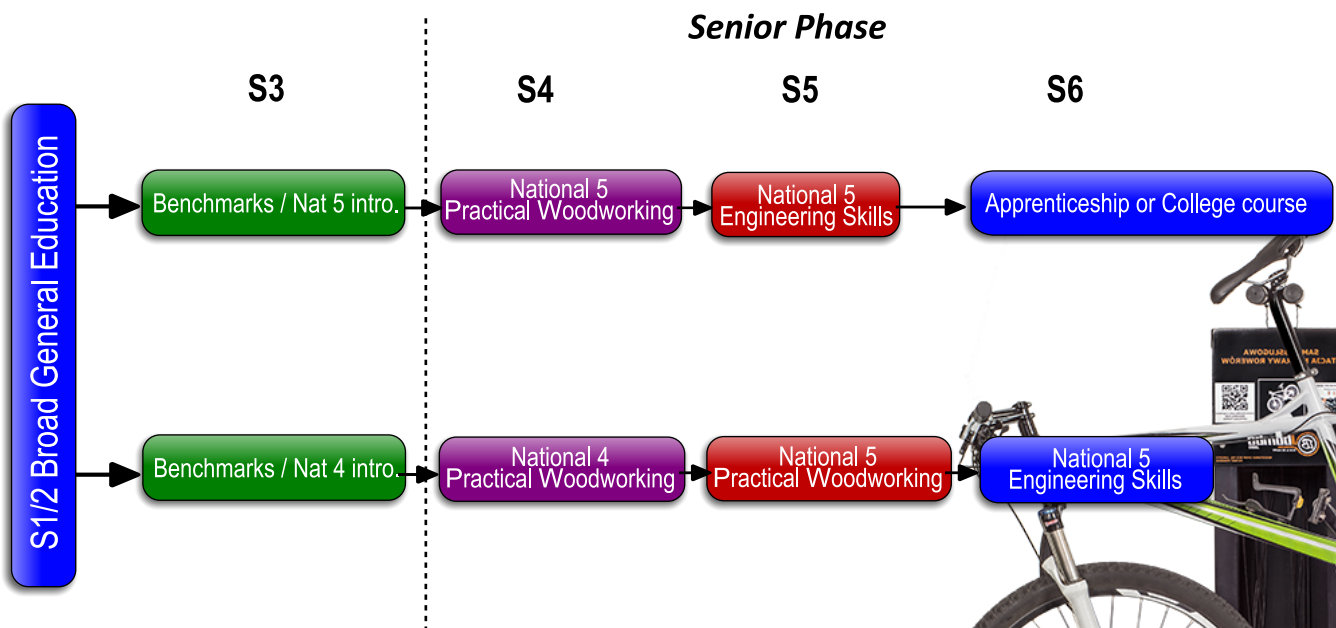 Senior Phase
S3
S4
S5
S6
S1/2 Broad General Education
Benchmarks / Nat 5 intro.
National 5
Practical Woodworking
National 5
Engineering Skills
Apprenticeship or College course
Benchmarks / Nat 4 intro.
National 4
Practical Woodworking
National 5
Practical Woodworking
National 5
Engineering Skills